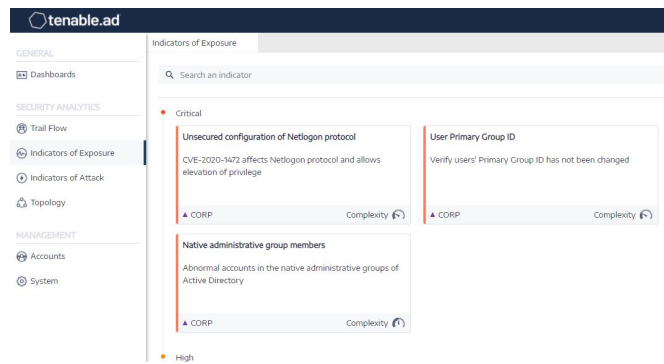 tenable.ad
Indicators of Exposure
GENERAL
Dashboards
Search an indicator
SECURITY ANALYTICS
Trail Flow
Indicators of Exposure
Indicators of Attack
Topology
MANAGEMENT
Accounts
System
Critical
Unsecured configuration of Netlogon protocol
CVE-2020-1472 affects Netlogon protocol and allows
elevation of privilege
CORP
Complexity
User Primary Group ID
Verify users' Primary Group ID has not been changed
CORP
Complexity
Native administrative group members
Abnormal accounts in the native administrative groups of
Active Directory
CORP
Complexity
High